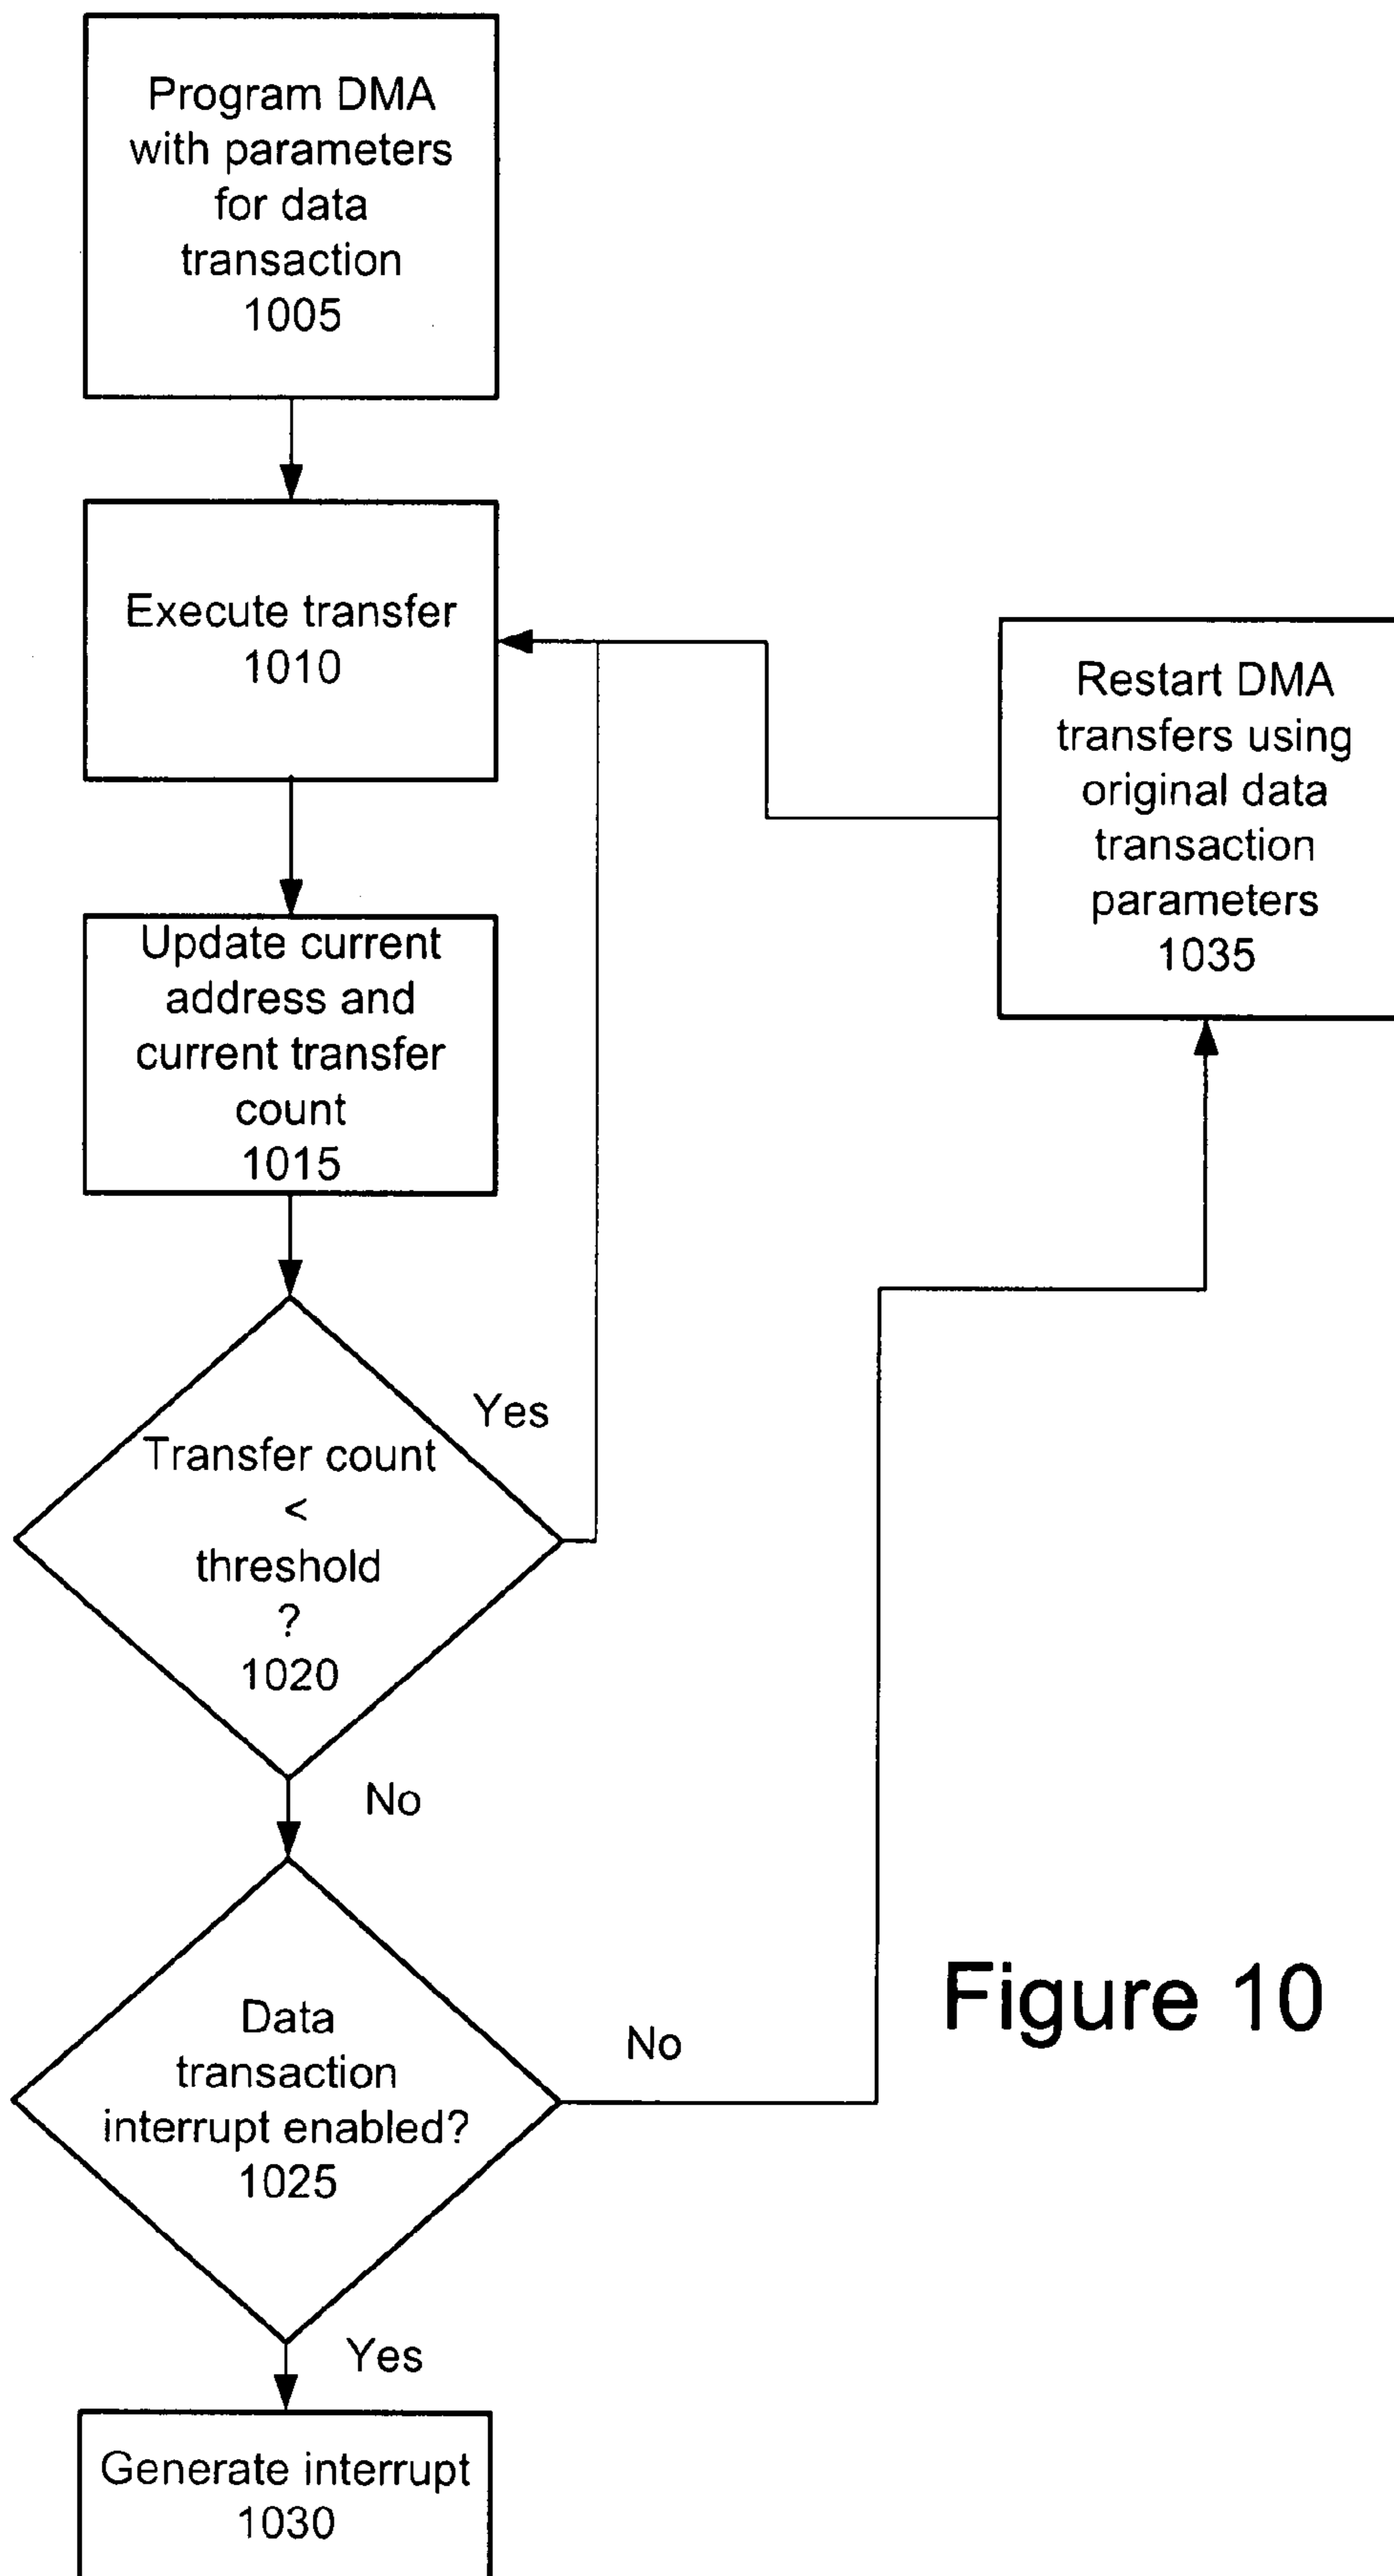 Program DMA
with parameters
for data
transaction
1005
Execute transfer
1010
Restart DMA
transfers using
original data
transaction
parameters
1035
Update current
address and
current transfer
count
1015
Yes
Transfer count
<
threshold
?
1020
No
Data
transaction
interrupt enabled?
1025
No
Figure 10
Yes
Generate interrupt
1030